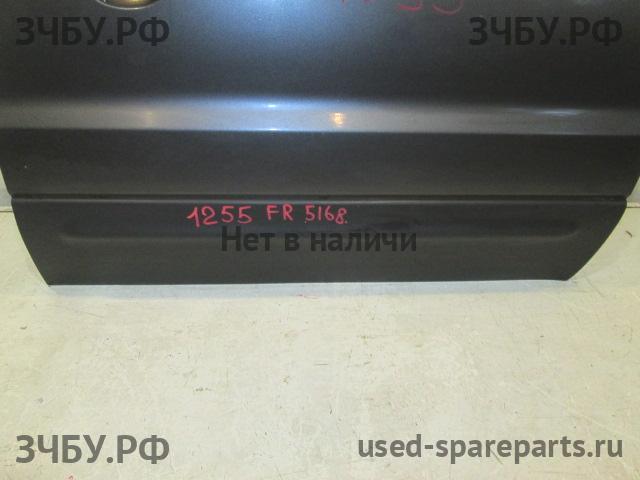 ЗЧБУ.РФ
ЗЧБУ.РФ
1255 FR 5168.
Нет в наличи
ЗЧБУ.РФ
used-spareparts.ru